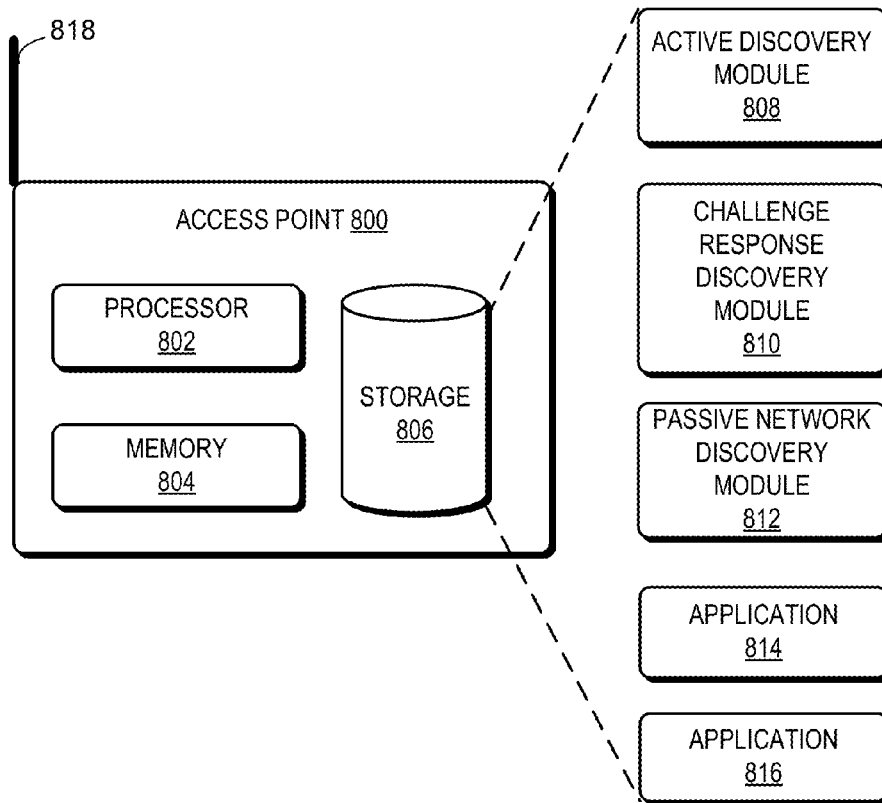 818
ACCESS POINT 800
PROCESSOR
802
MEMORY
804
STORAGE
806
ACTIVE DISCOVERY
MODULE
808
CHALLENGE
RESPONSE
DISCOVERY
MODULE
810
PASSIVE NETWORK
DISCOVERY
MODULE
812
APPLICATION
814
APPLICATION
816